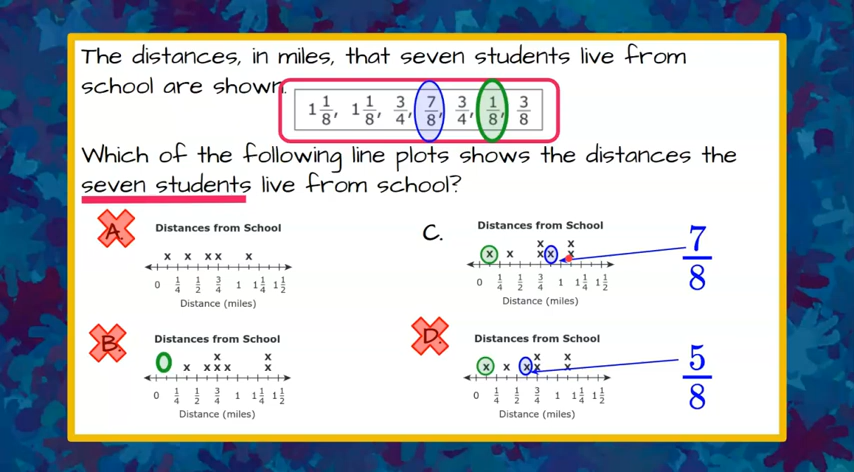 The distances, in miles, that seven students live from
school are shown.
1 1/8, 1 1/8, 3/4, 7/8, 3/4, 1/8, 3/8
Which of the following line plots shows the distances the
seven students live from school?
A.
Distances from School
x x x x x
0 1/4 1/2 3/4 1 1 1/4 1 1/2
Distance (miles)
C.
Distances from School
x x
x x x x x
0 1/4 1/2 3/4 1 1 1/4 1 1/2
Distance (miles)
7/8
B.
Distances from School
x x
x x x x x
0 1/4 1/2 3/4 1 1 1/4 1 1/2
Distance (miles)
D.
Distances from School
x x
x x x x x
0 1/4 1/2 3/4 1 1 1/4 1 1/2
Distance (miles)
5/8